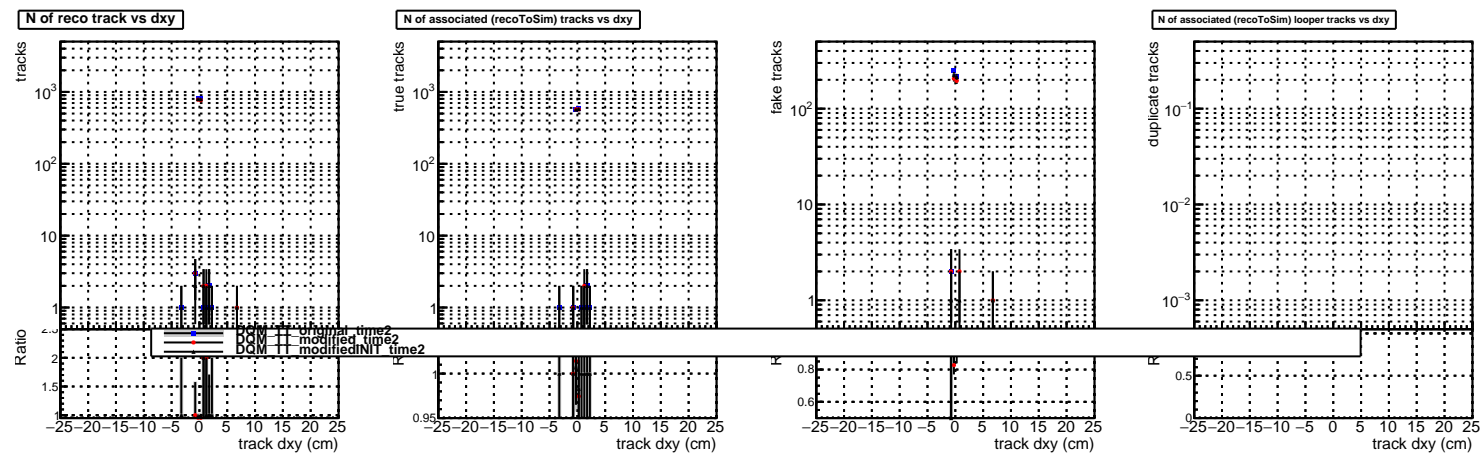 N of reco track vs dxy
N of associated (recoToSim) tracks vs dxy
N of associated (recoToSim) looper tracks vs dxy
tracks
10³
10²
10
1
true tracks
10³
10²
10
1
fake tracks
10²
10
1
duplicate tracks
10⁻¹
10⁻²
10⁻³
DQM_TT_original_time2
DQM_TT_modified_time2
DQM_TT_modifiedINIT_time2
Ratio
2
1.5
1
1
0.95
0.8
0.6
0.5
0
−25 −20 −15 −10 −5 0 5 10 15 20 25
track dxy (cm)
−25 −20 −15 −10 −5 0 5 10 15 20 25
track dxy (cm)
−25 −20 −15 −10 −5 0 5 10 15 20 25
track dxy (cm)
−25 −20 −15 −10 −5 0 5 10 15 20 25
track dxy (cm)